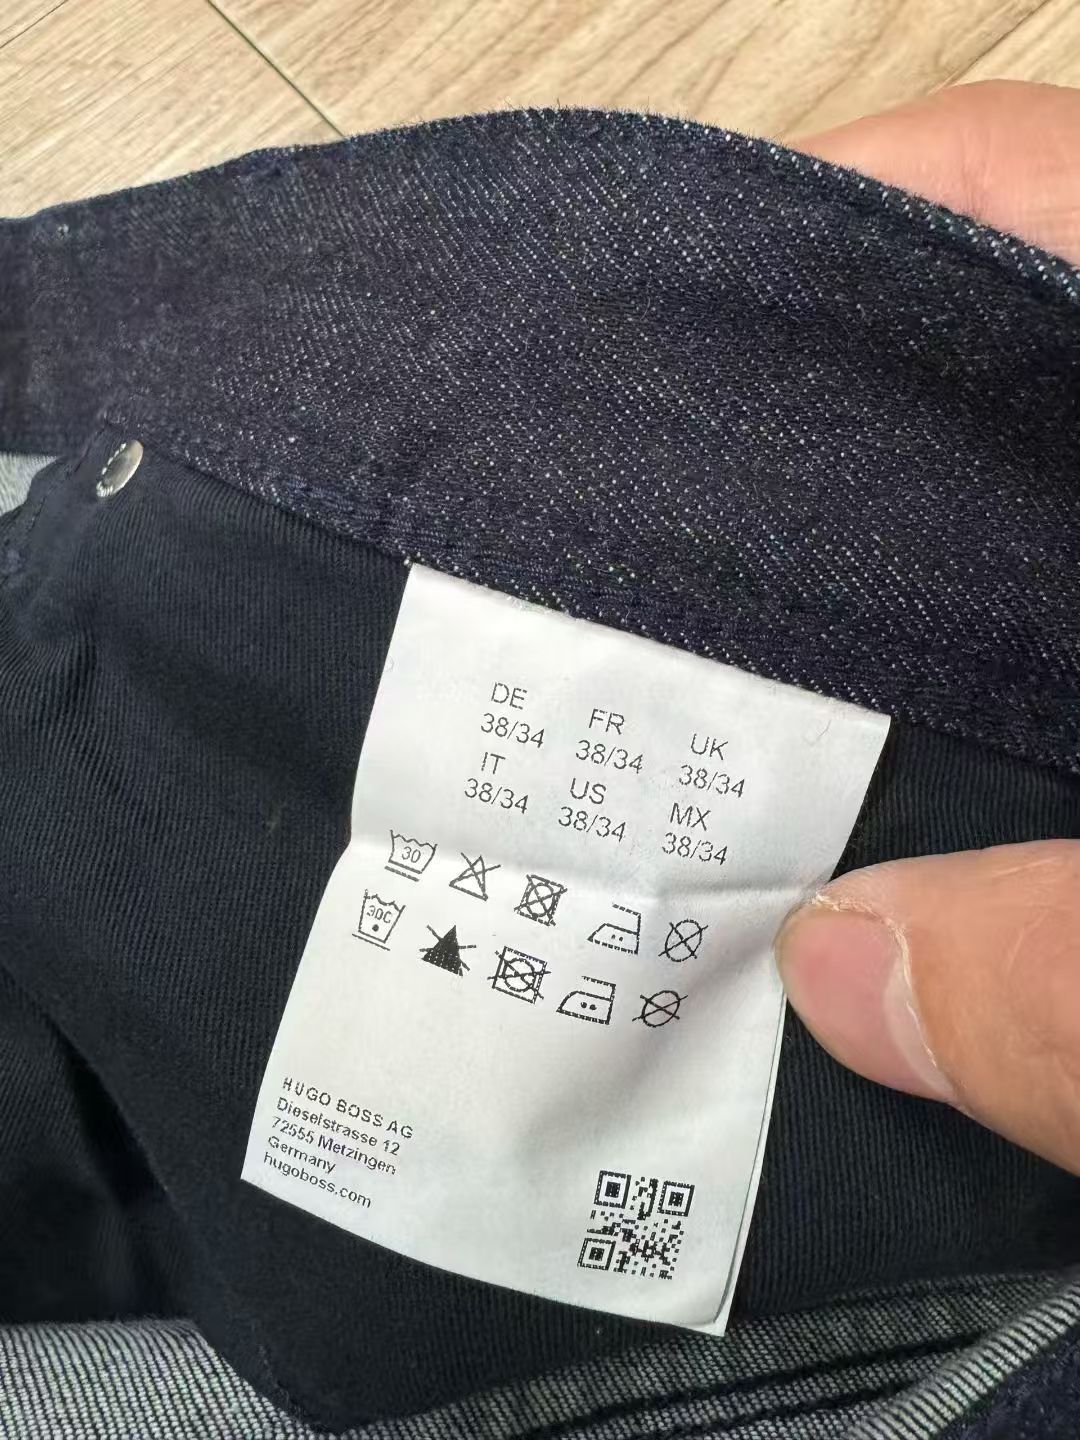 DE FR UK
38/34 38/34 38/34
IT US MX
38/34 38/34 38/34
30
30C
HUGO BOSS AG
Dieselstrasse 12
72555 Metzingen
Germany
hugoboss.com